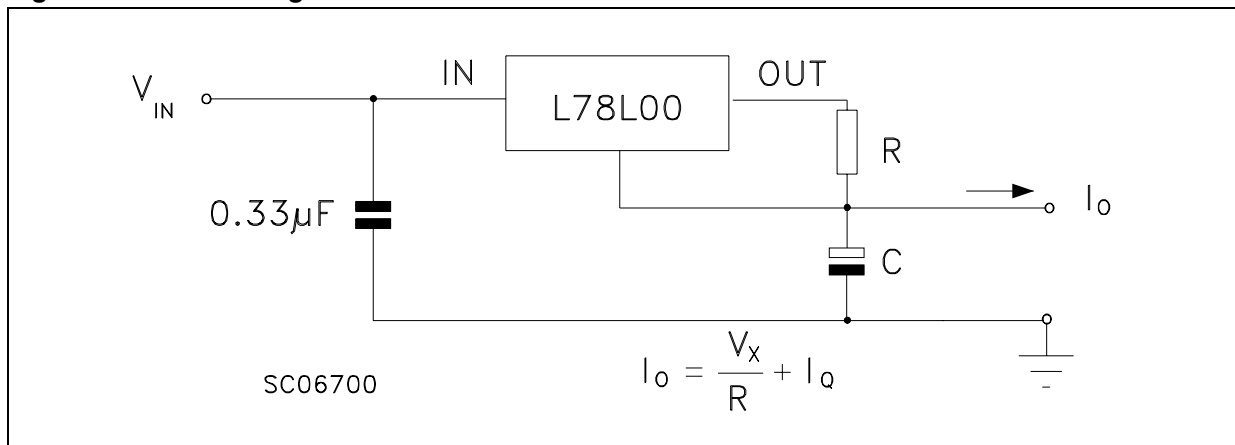 V_IN
IN
L78L00
OUT
R
0.33μF
I_O
C
I_O = V_X / R + I_Q
SC06700